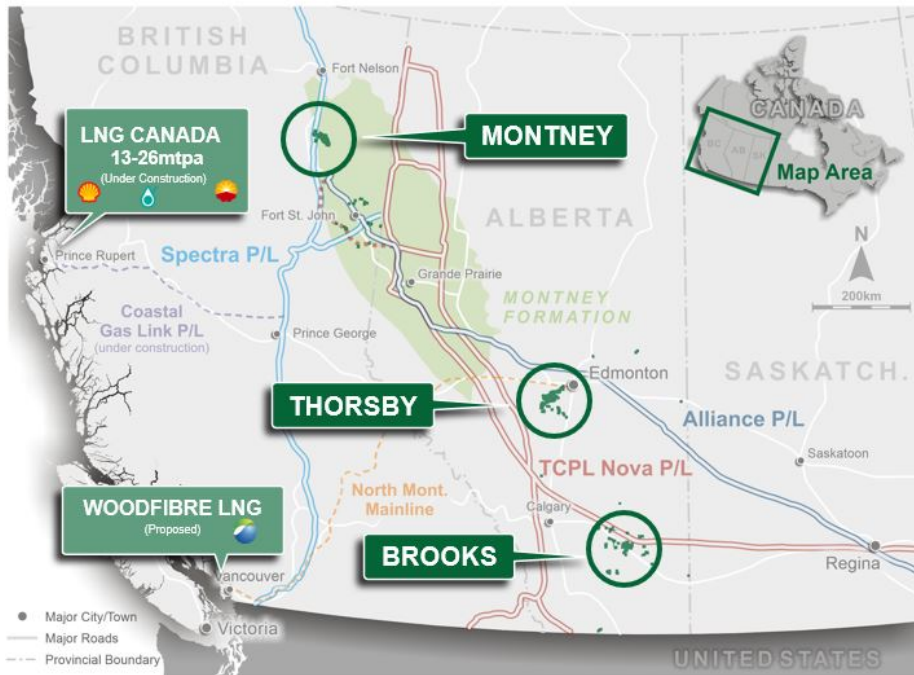 BRITISH
COLUMBIA
Fort Nelson
LNG CANADA
13-26mtpa
(Under Construction)
MONTNEY
CANADA
BC
AB
SK
Map Area
Fort St. John
ALBERTA
Prince Rupert
Spectra P/L
N
200km
Grande Prairie
Coastal
Gas Link P/L
(under construction)
MONTNEY
FORMATION
Prince George
SASKATCH.
THORSBY
Edmonton
Alliance P/L
TCPL Nova P/L
Saskatoon
North Mont.
Mainline
Calgary
WOODFIBRE LNG
(Proposed)
BROOKS
Regina
Vancouver
Victoria
Major City/Town
Major Roads
Provincial Boundary
UNITED STATES